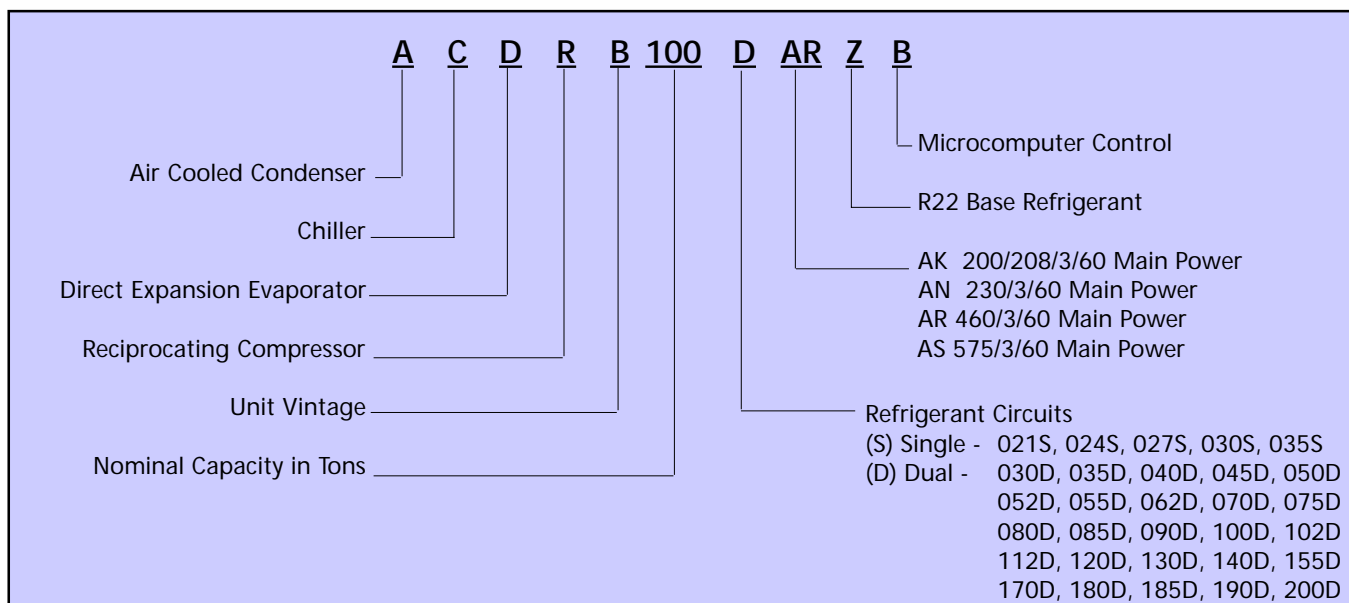 A C D R B 100 D AR Z B
Air Cooled Condenser
Chiller
Direct Expansion Evaporator
Reciprocating Compressor
Unit Vintage
Nominal Capacity in Tons
Microcomputer Control
R22 Base Refrigerant
AK 200/208/3/60 Main Power
AN 230/3/60 Main Power
AR 460/3/60 Main Power
AS 575/3/60 Main Power
Refrigerant Circuits
(S) Single - 021S, 024S, 027S, 030S, 035S
(D) Dual - 030D, 035D, 040D, 045D, 050D
052D, 055D, 062D, 070D, 075D
080D, 085D, 090D, 100D, 102D
112D, 120D, 130D, 140D, 155D
170D, 180D, 185D, 190D, 200D